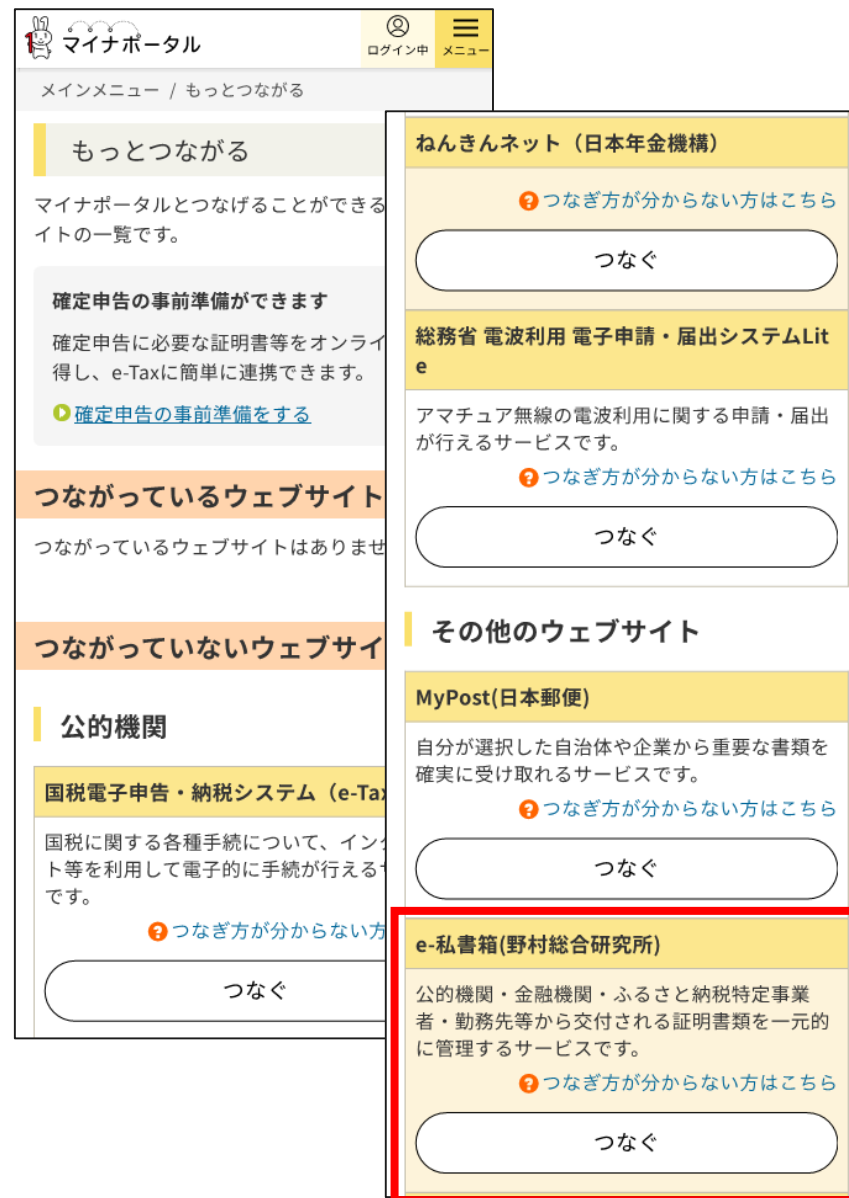 マイナポータル
ログイン中
メニュー
メインメニュー / もっとつながる
もっとつながる
マイナポータルとつなげることができる
イトの一覧です。
確定申告の事前準備ができます
確定申告に必要な証明書等をオンライ
得し、e-Taxに簡単に連携できます。
確定申告の事前準備をする
つながっているウェブサイト
つながっているウェブサイトはありませ
つながっていないウェブサイ
公的機関
国税電子申告・納税システム（e-Tax
国税に関する各種手続について、イン
ト等を利用して電子的に手続が行える
です。
つなぎ方が分からない方
つなぐ
ねんきんネット（日本年金機構）
つなぎ方が分からない方はこちら
つなぐ
総務省 電波利用 電子申請・届出システムLit
e
アマチュア無線の電波利用に関する申請・届出
が行えるサービスです。
つなぎ方が分からない方はこちら
つなぐ
その他のウェブサイト
MyPost(日本郵便)
自分が選択した自治体や企業から重要な書類を
確実に受け取れるサービスです。
つなぎ方が分からない方はこちら
つなぐ
e-私書箱(野村総合研究所)
公的機関・金融機関・ふるさと納税特定事業
者・勤務先等から交付される証明書類を一元的
に管理するサービスです。
つなぎ方が分からない方はこちら
つなぐ